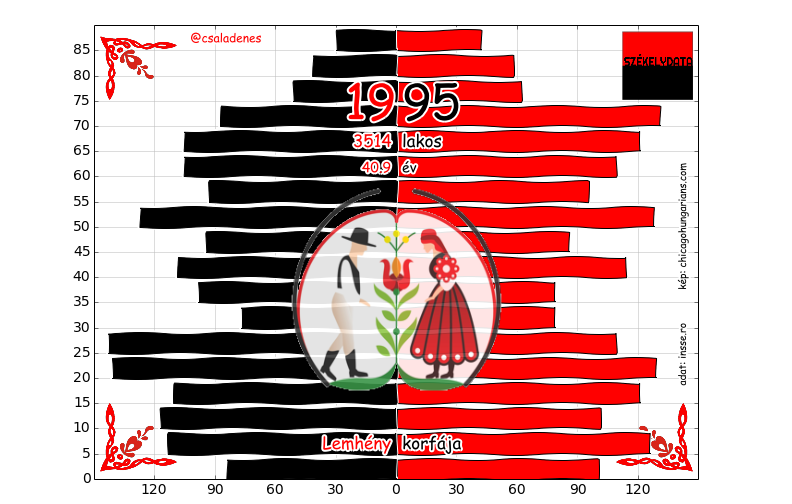 @csaladenes
SZÉKELYDATA
1995
3514 lakos
40.9 év
kép: chicagohungarians.com
adat: insse.ro
Lemhény korfája
85
80
75
70
65
60
55
50
45
40
35
30
25
20
15
10
5
0
120 90 60 30 0 30 60 90 120